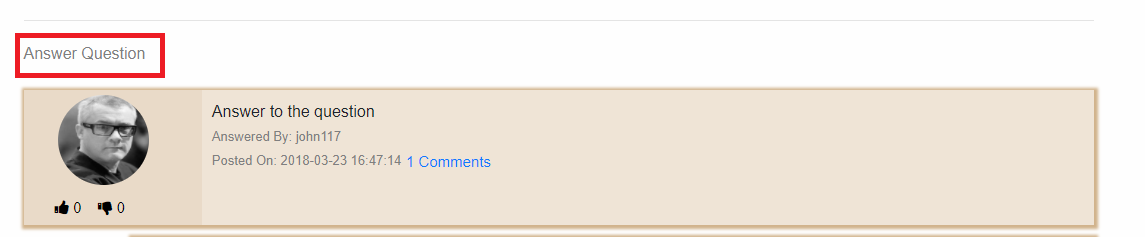 Answer Question
Answer to the question
Answered By: john117
Posted On: 2018-03-23 16:47:14 1 Comments
0 0